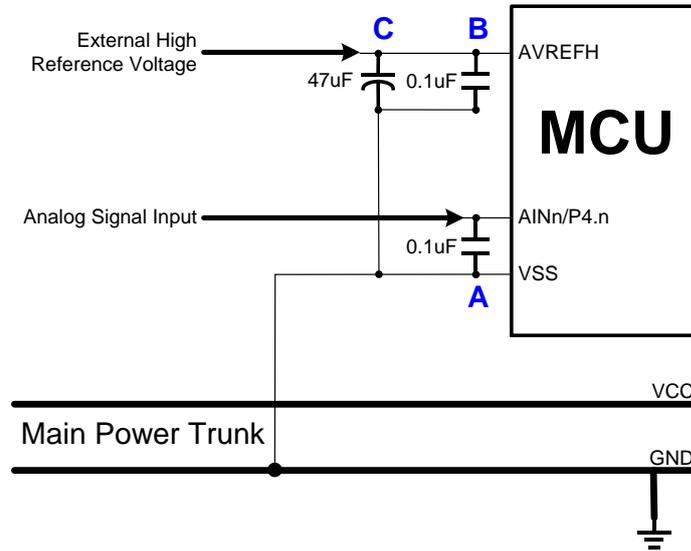 C
B
External High
Reference Voltage
AVREFH
47uF
0.1uF
MCU
Analog Signal Input
AINn/P4.n
0.1uF
VSS
A
VCC
Main Power Trunk
GND